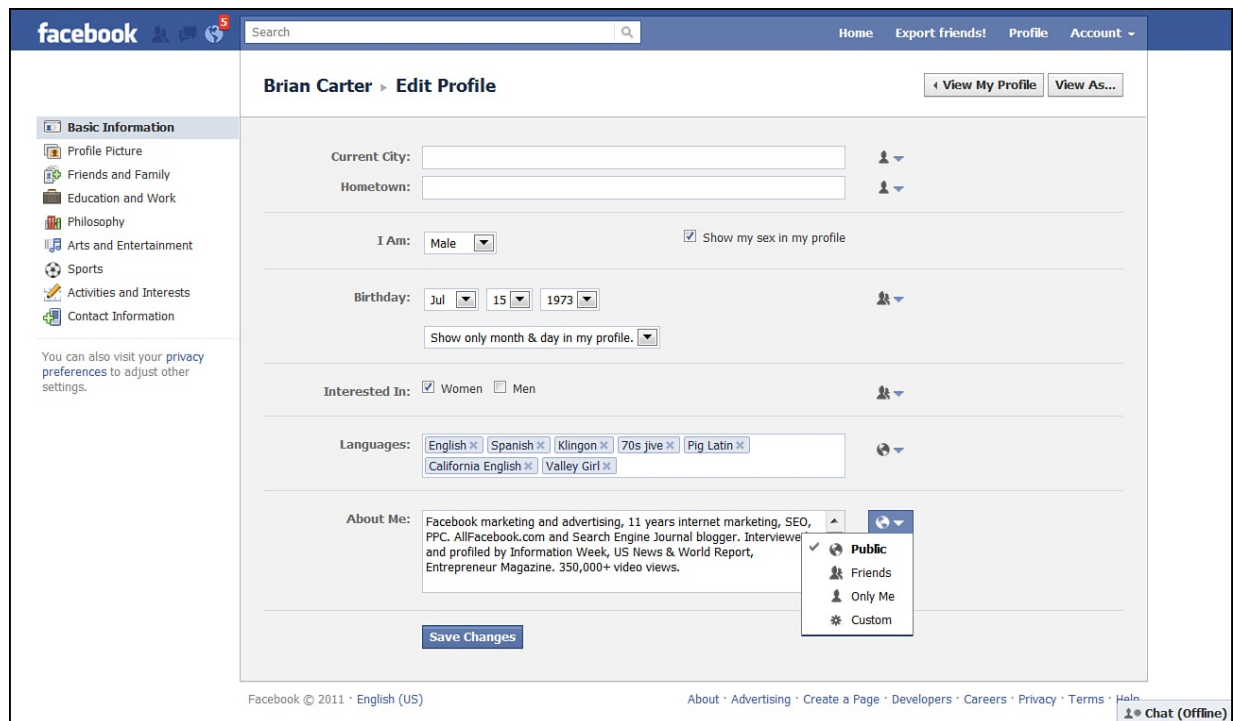 facebook
5
Search
Home Export friends! Profile Account
Brian Carter ▸ Edit Profile
View My Profile
View As...
Basic Information
Profile Picture
Friends and Family
Education and Work
Philosophy
Arts and Entertainment
Sports
Activities and Interests
Contact Information
You can also visit your privacy
preferences to adjust other
settings.
Current City:
Hometown:
I Am: Male Show my sex in my profile
Birthday: Jul 15 1973
Show only month & day in my profile.
Interested In: Women Men
Languages: English Spanish Klingon 70s jive Pig Latin
California English Valley Girl
About Me: Facebook marketing and advertising, 11 years internet marketing, SEO,
PPC. AllFacebook.com and Search Engine Journal blogger. Interviewed
and profiled by Information Week, US News & World Report,
Entrepreneur Magazine. 350,000+ video views.
Public
Friends
Only Me
Custom
Save Changes
Facebook © 2011 · English (US)
About · Advertising · Create a Page · Developers · Careers · Privacy · Terms · Help
Chat (Offline)